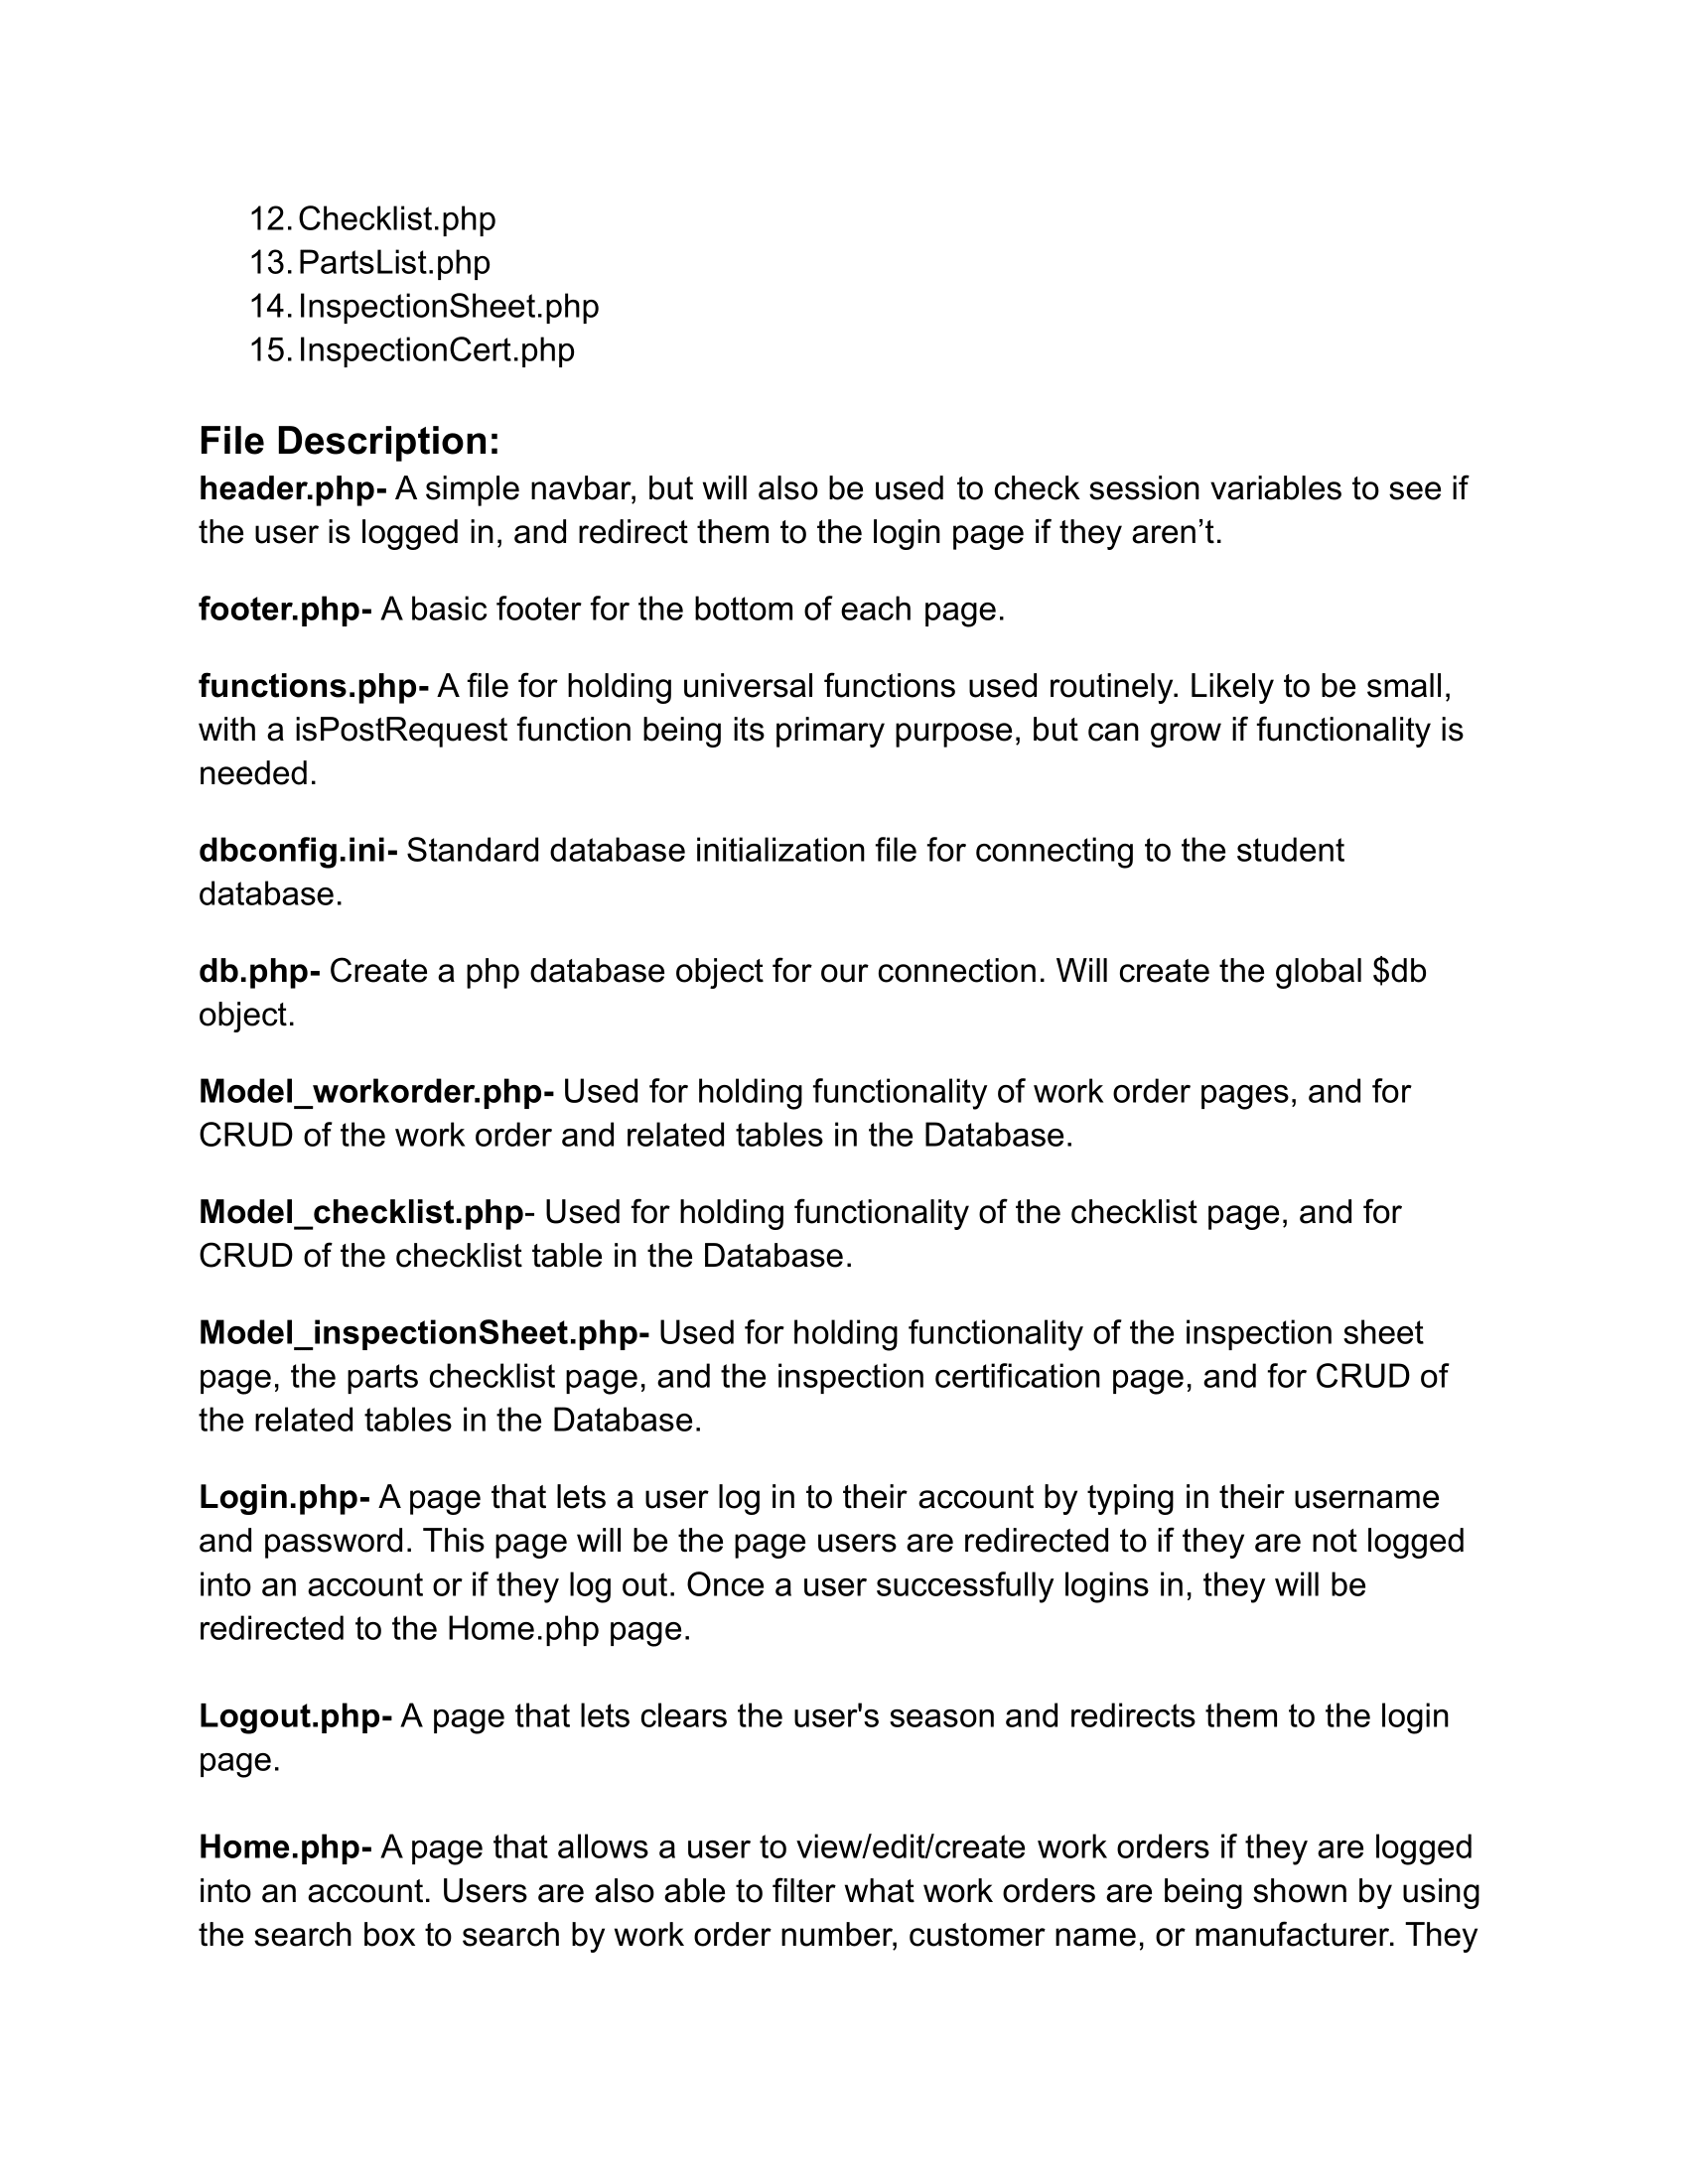 12. Checklist.php
13. PartsList.php
14. InspectionSheet.php
15. InspectionCert.php
File Description:
header.php- A simple navbar, but will also be used to check session variables to see if
the user is logged in, and redirect them to the login page if they aren’t.
footer.php- A basic footer for the bottom of each page.
functions.php- A file for holding universal functions used routinely. Likely to be small,
with a isPostRequest function being its primary purpose, but can grow if functionality is
needed.
dbconfig.ini- Standard database initialization file for connecting to the student
database.
db.php- Create a php database object for our connection. Will create the global $db
object.
Model_workorder.php- Used for holding functionality of work order pages, and for
CRUD of the work order and related tables in the Database.
Model_checklist.php- Used for holding functionality of the checklist page, and for
CRUD of the checklist table in the Database.
Model_inspectionSheet.php- Used for holding functionality of the inspection sheet
page, the parts checklist page, and the inspection certification page, and for CRUD of
the related tables in the Database.
Login.php- A page that lets a user log in to their account by typing in their username
and password. This page will be the page users are redirected to if they are not logged
into an account or if they log out. Once a user successfully logins in, they will be
redirected to the Home.php page.
Logout.php- A page that lets clears the user's season and redirects them to the login
page.
Home.php- A page that allows a user to view/edit/create work orders if they are logged
into an account. Users are also able to filter what work orders are being shown by using
the search box to search by work order number, customer name, or manufacturer. They